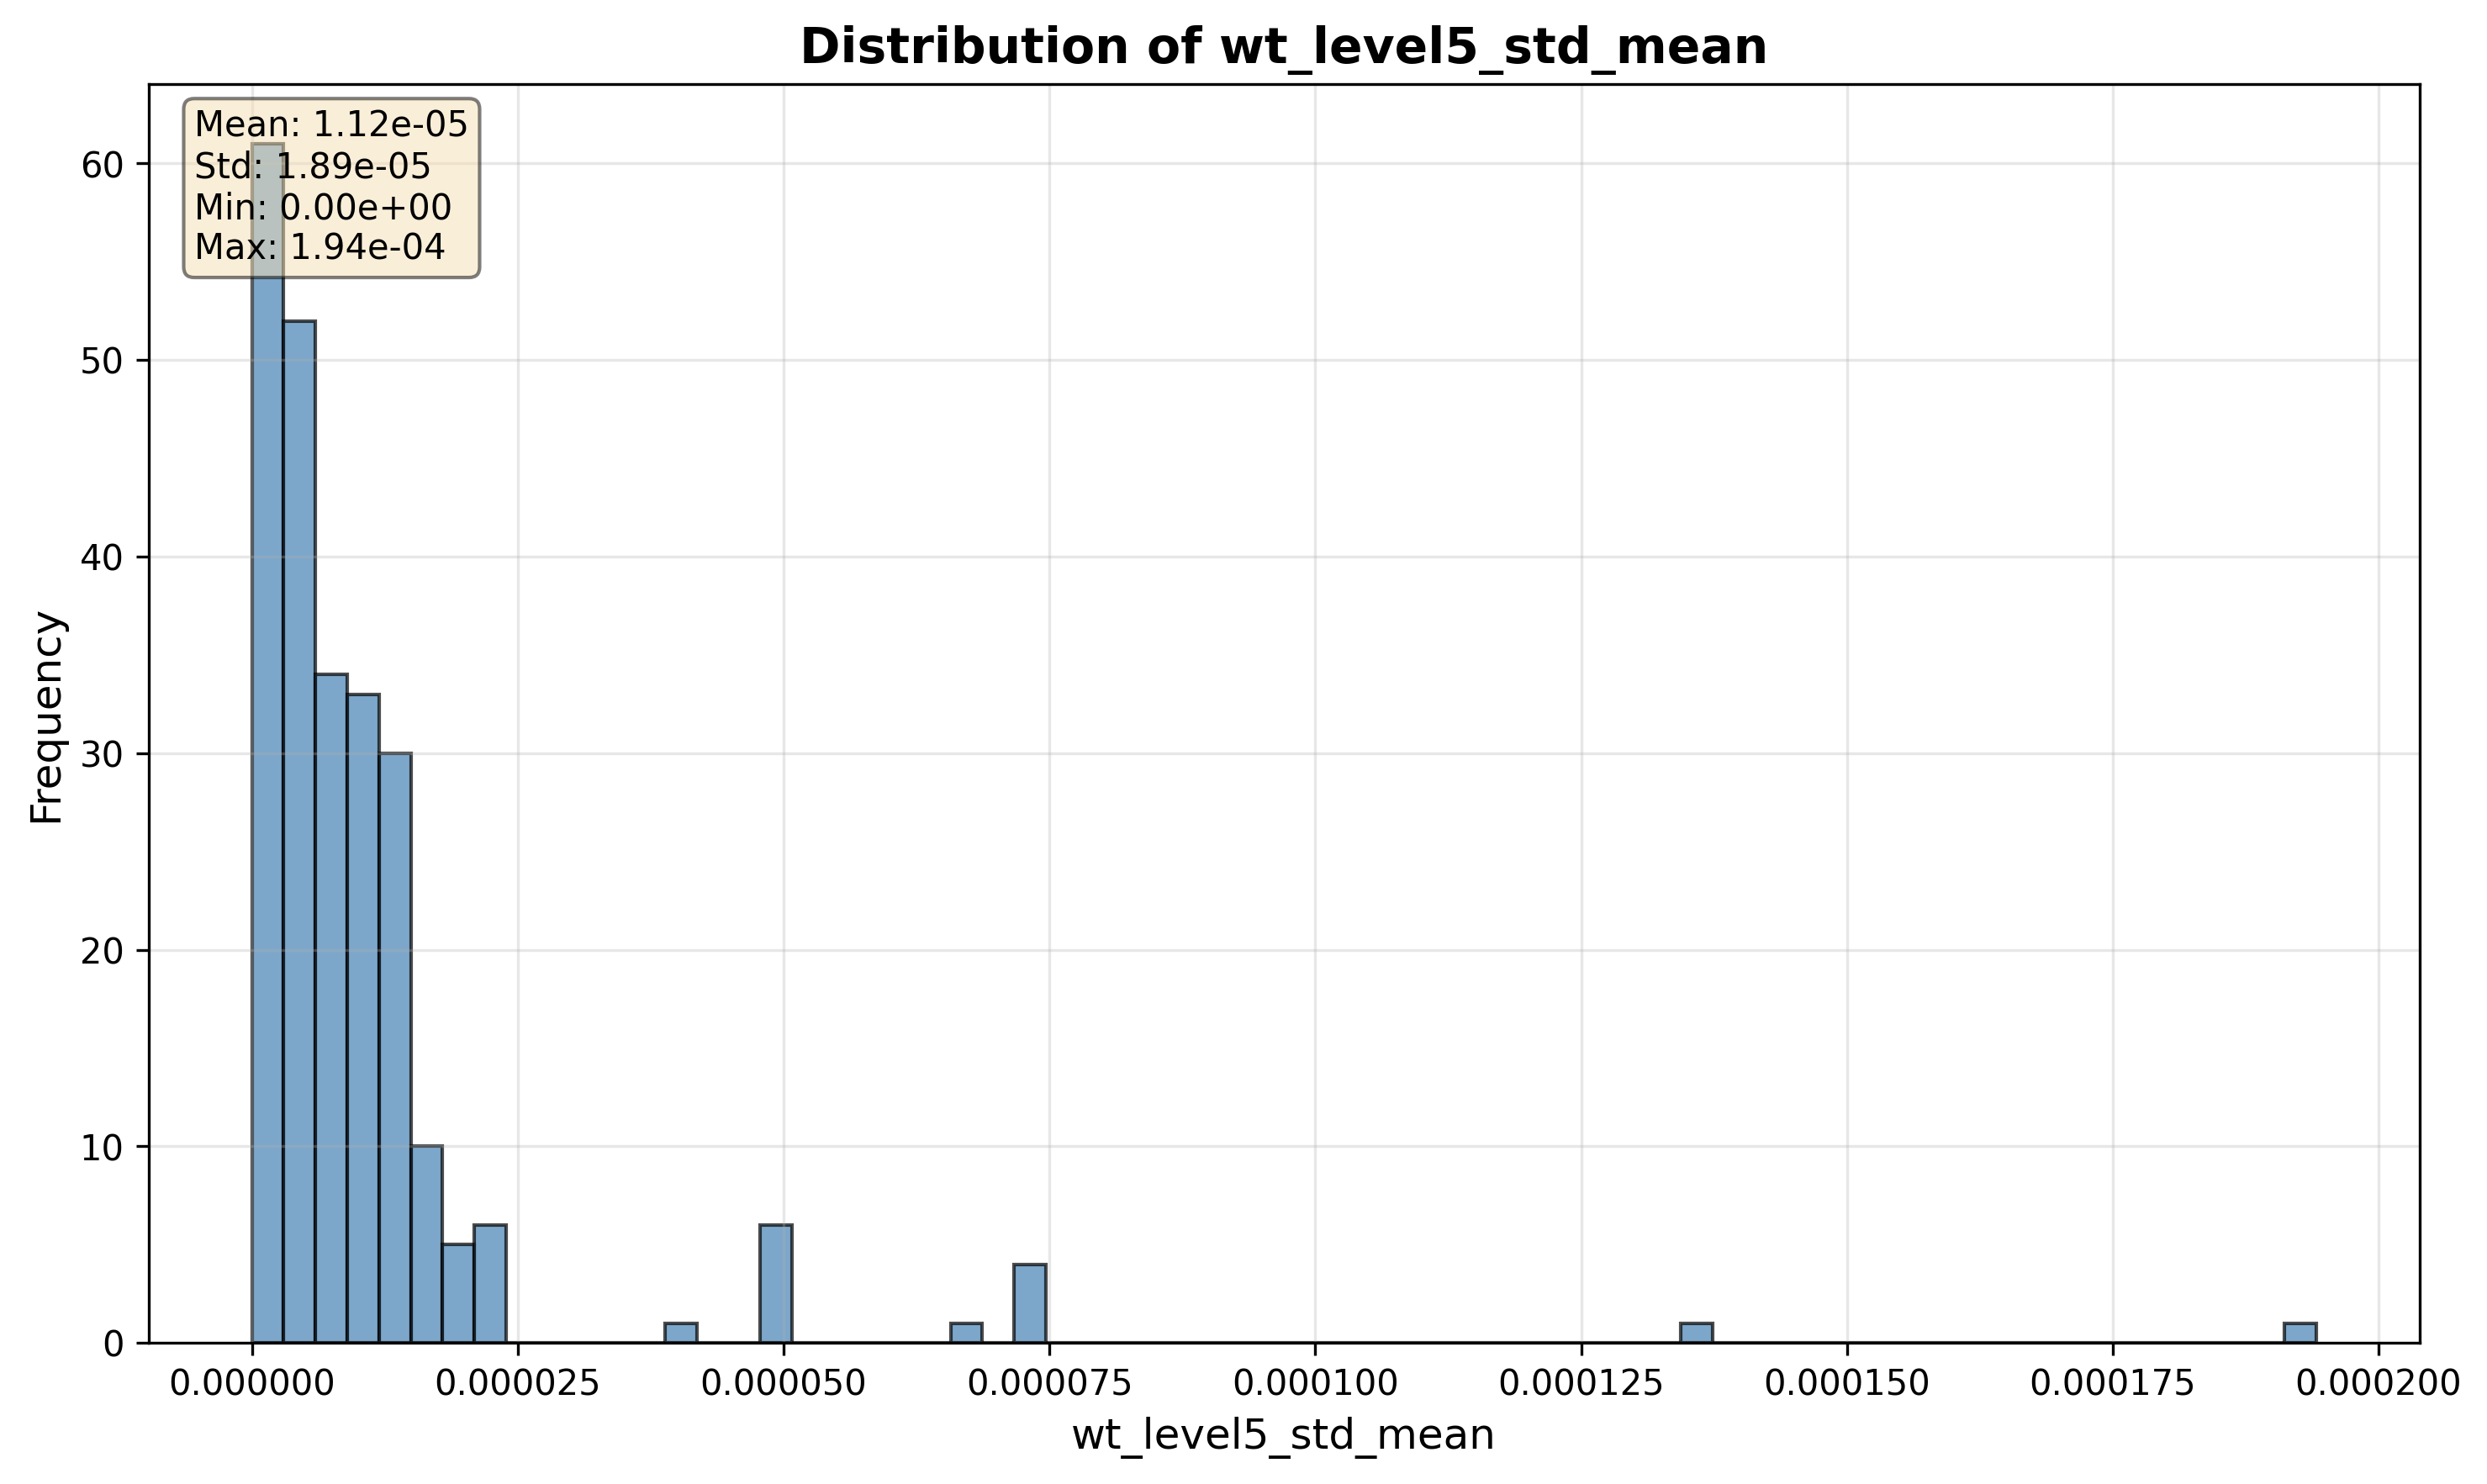 Distribution of wt_level5_std_mean
Mean: 1.12e-05
Std: 1.89e-05
Min: 0.00e+00
Max: 1.94e-04
60
50
40
30
20
10
0
Frequency
0.000000 0.000025 0.000050 0.000075 0.000100 0.000125 0.000150 0.000175 0.000200
wt_level5_std_mean